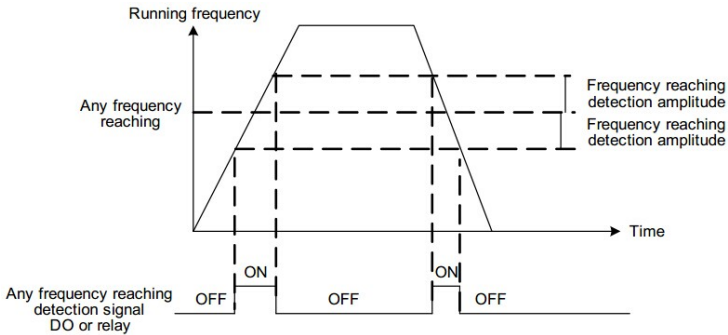 Running frequency
Any frequency
reaching
Frequency reaching
detection amplitude
Frequency reaching
detection amplitude
Time
ON
ON
Any frequency reaching
detection signal
DO or relay
OFF
OFF
OFF